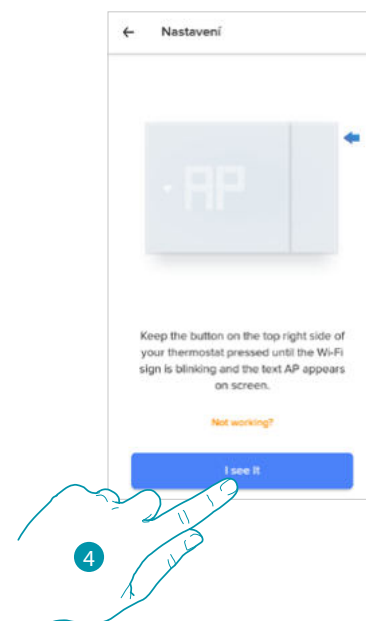 Nastavení
AP
Keep the button on the top right side of
your thermostat pressed until the Wi-Fi
sign is blinking and the text AP appears
on screen.
Not working?
I see it
4